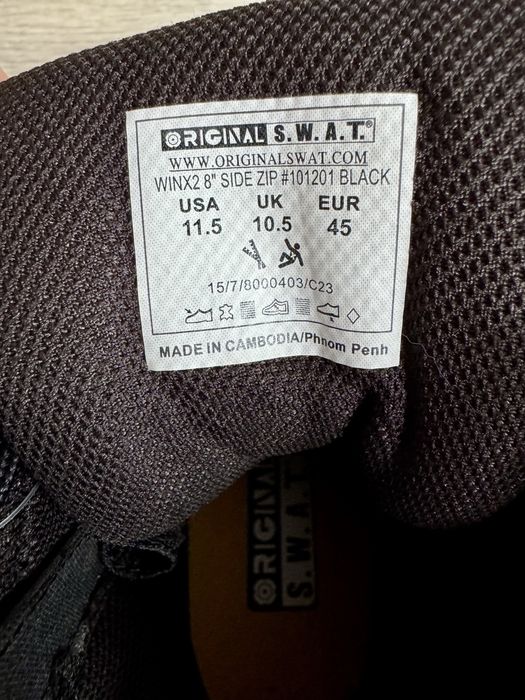 ORIGINAL S.W.A.T.®
WWW.ORIGINALSWAT.COM
WINX2 8" SIDE ZIP #101201 BLACK
USA UK EUR
11.5 10.5 45
15/7/8000403/C23
MADE IN CAMBODIA/Phnom Penh
ORIGINAL
S.W.A.T.